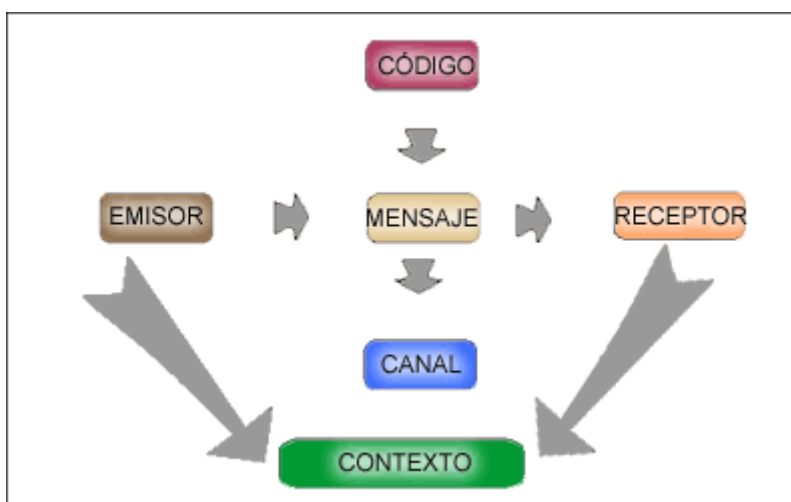 CÓDIGO
EMISOR
MENSAJE
RECEPTOR
CANAL
CONTEXTO